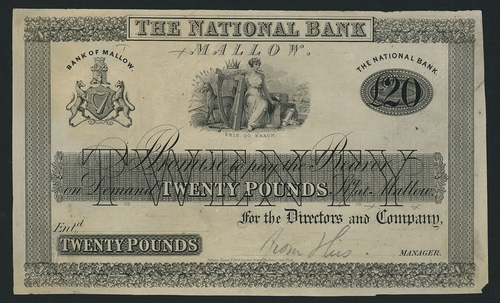 THE NATIONAL BANK
MALLOW.
BANK OF MALLOW.
THE NATIONAL BANK.
£20
ERIN GO BRAGH
TWENTY
I Promise to pay the Bearer
on Demand TWENTY POUNDS at Mallow.
For the Directors and Company,
Entd
TWENTY POUNDS
MANAGER.